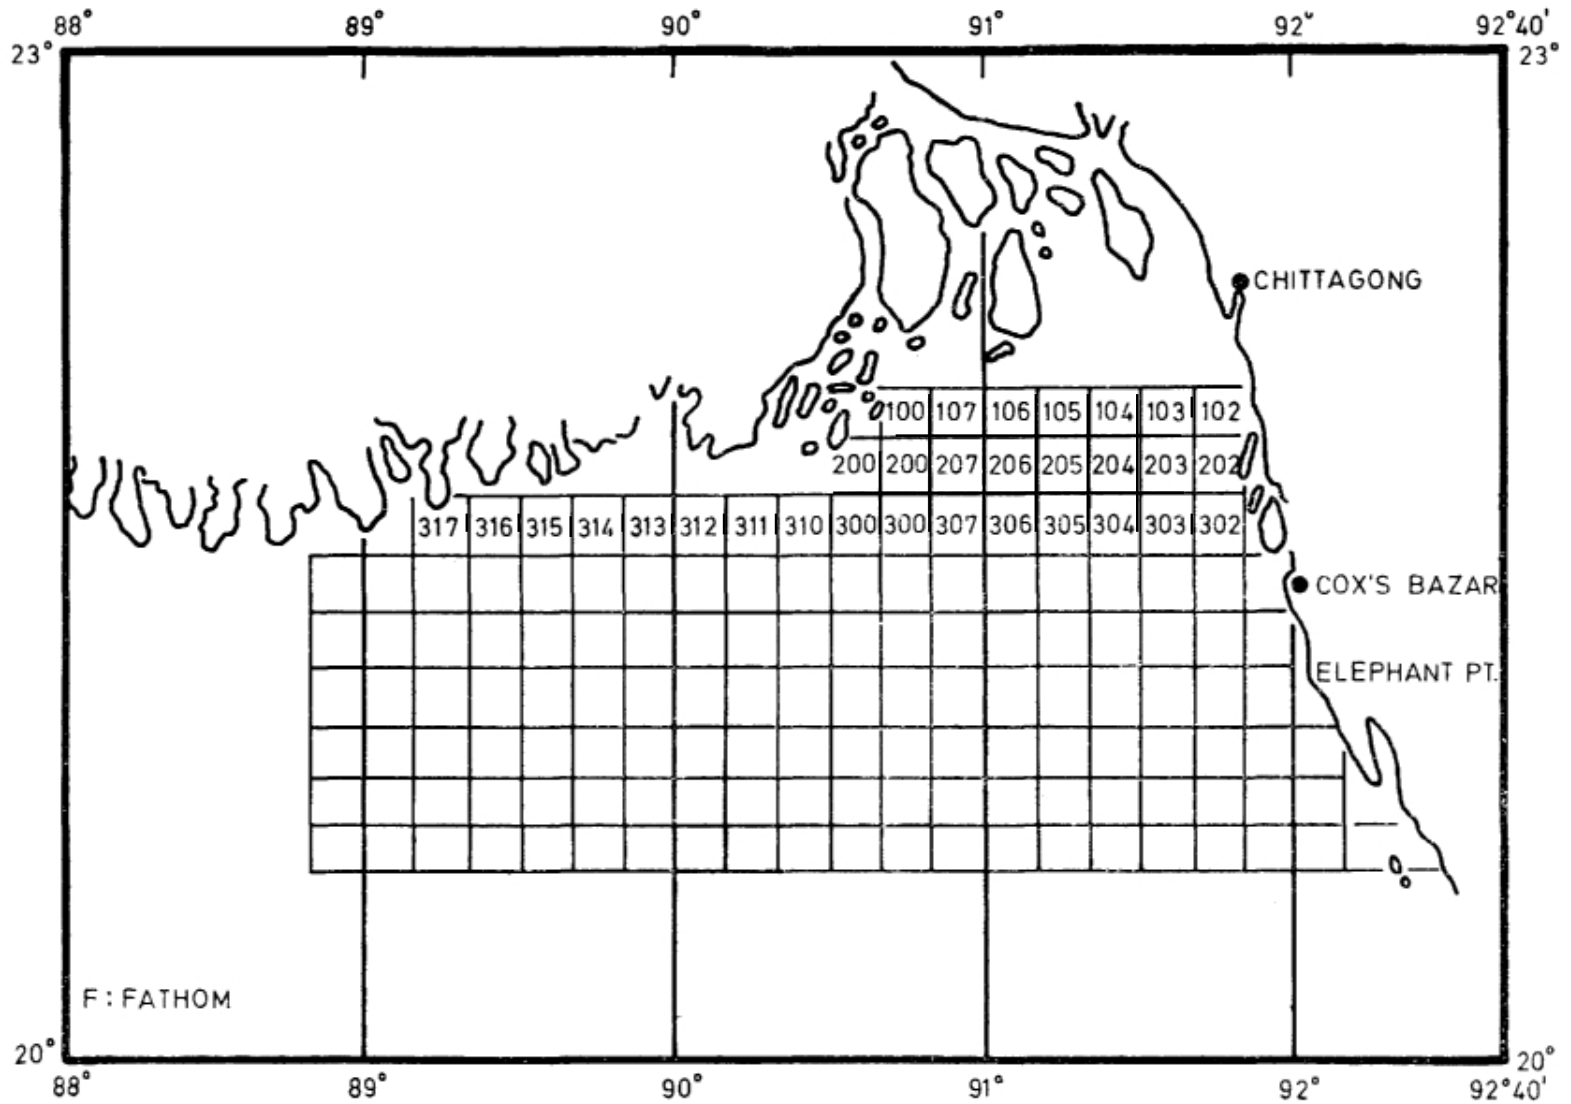 88° 89° 90° 91° 92° 92°40'
23° 23°
CHITTAGONG
100 107 106 105 104 103 102
200 200 207 206 205 204 203 202
317 316 315 314 313 312 311 310 300 300 307 306 305 304 303 302
COX'S BAZAR
ELEPHANT PT.
F : FATHOM
20° 20°
88° 89° 90° 91° 92° 92°40'